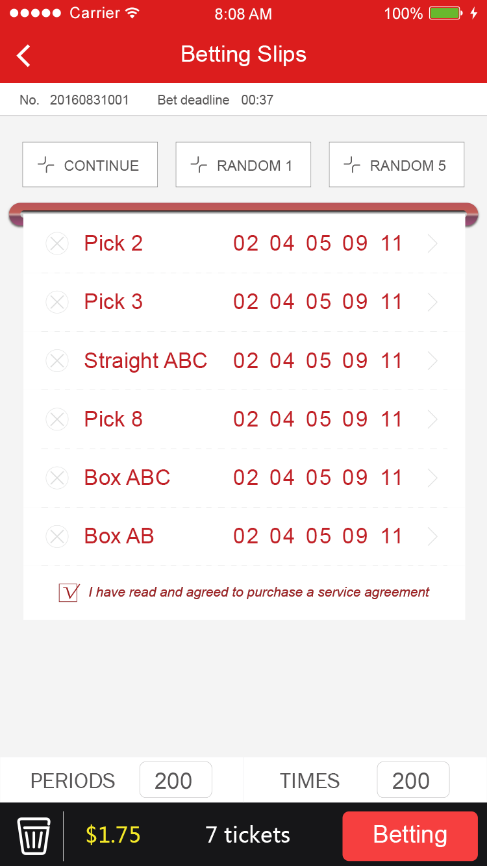 Carrier 8:08 AM 100%
Betting Slips
No. 20160831001 Bet deadline 00:37
CONTINUE RANDOM 1 RANDOM 5
Pick 2 02 04 05 09 11
Pick 3 02 04 05 09 11
Straight ABC 02 04 05 09 11
Pick 8 02 04 05 09 11
Box ABC 02 04 05 09 11
Box AB 02 04 05 09 11
I have read and agreed to purchase a service agreement
PERIODS 200 TIMES 200
$1.75 7 tickets Betting